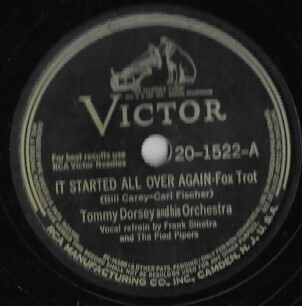 VICTOR
For best results use
RCA Victor Needles
20-1522-A
IT STARTED ALL OVER AGAIN-Fox Trot
(Bill Carey-Carl Fischer)
Tommy Dorsey and his Orchestra
Vocal refrain by Frank Sinatra
and The Pied Pipers
RCA MANUFACTURING CO., INC., CAMDEN, N. J., U.S.A.